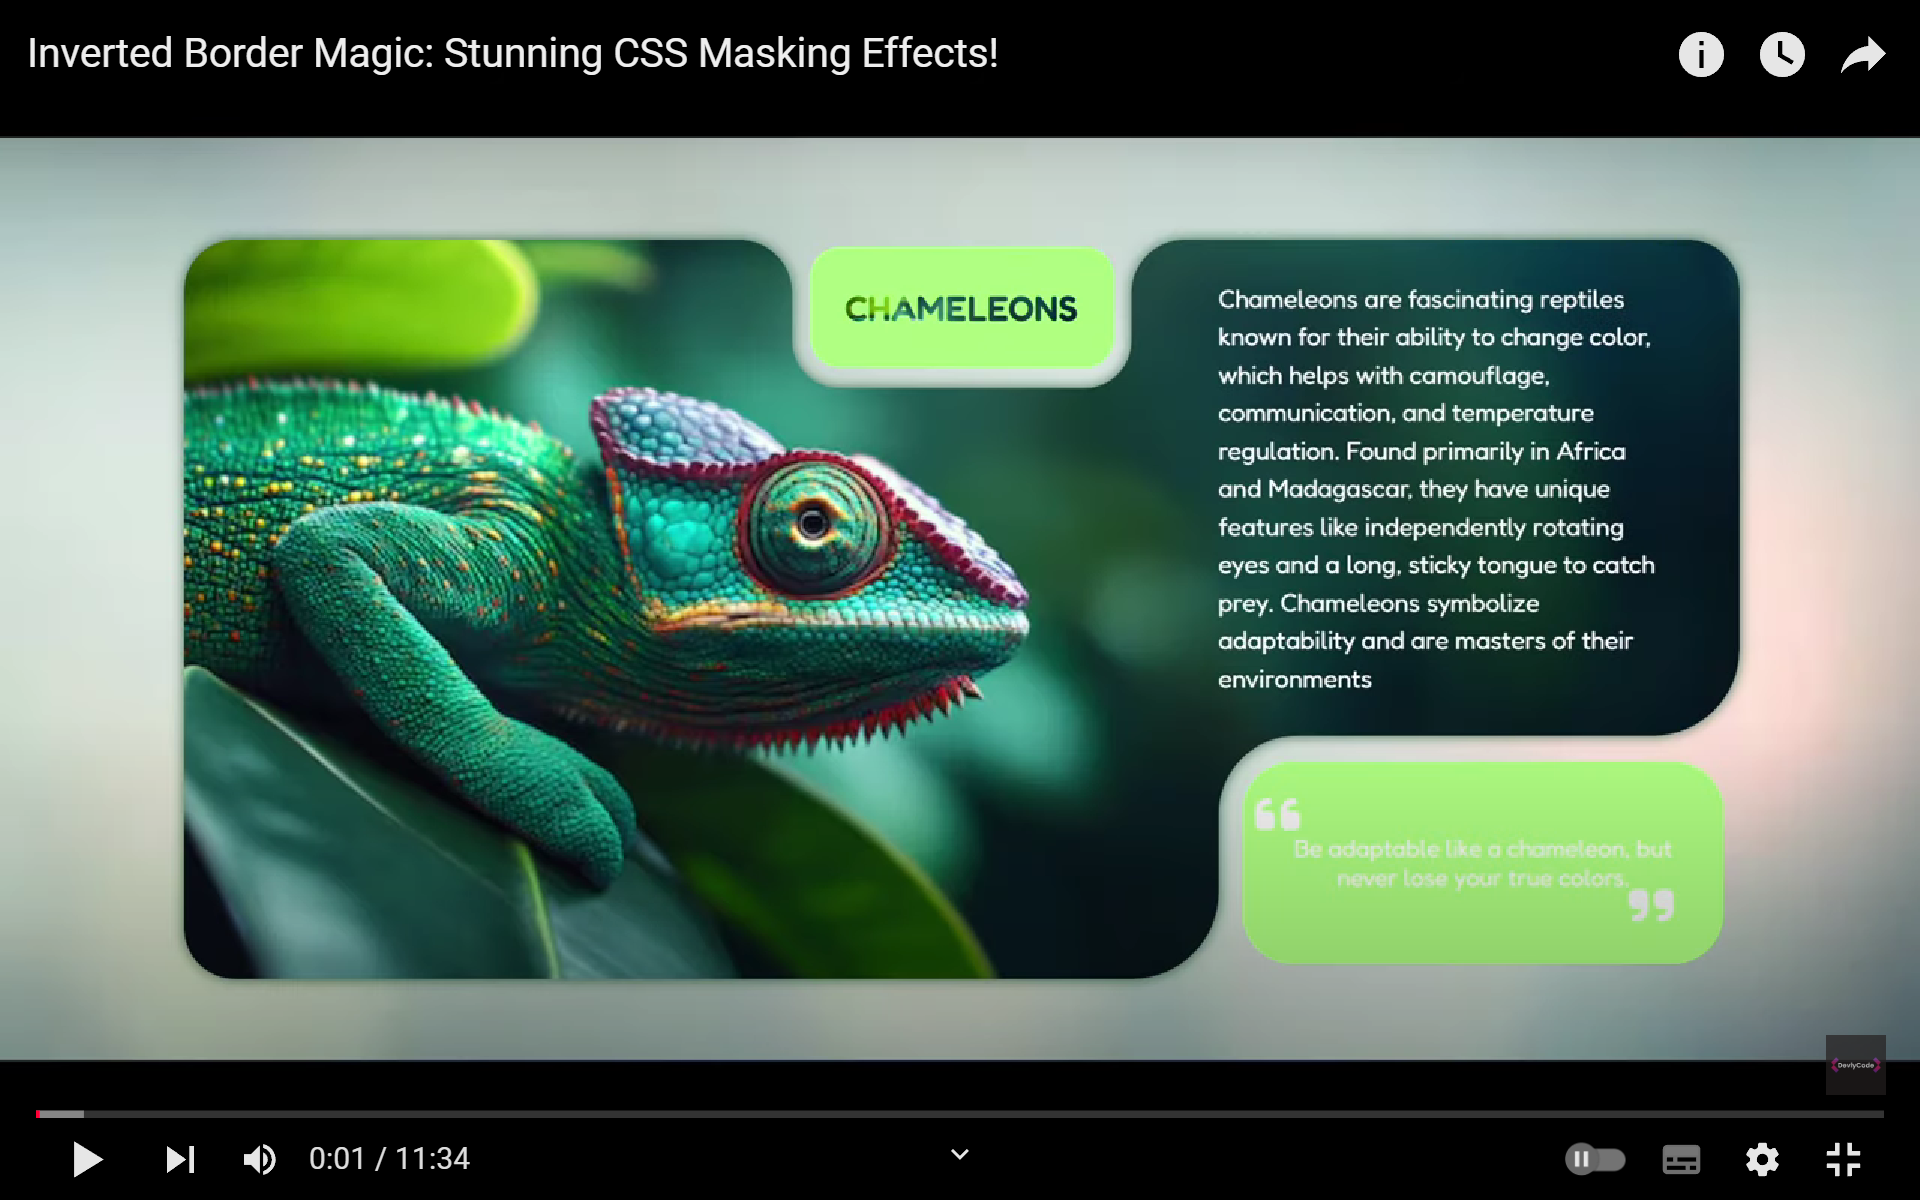 Inverted Border Magic: Stunning CSS Masking Effects!
CHAMELEONS
Chameleons are fascinating reptiles
known for their ability to change color,
which helps with camouflage,
communication, and temperature
regulation. Found primarily in Africa
and Madagascar, they have unique
features like independently rotating
eyes and a long, sticky tongue to catch
prey. Chameleons symbolize
adaptability and are masters of their
environments
“
Be adaptable like a chameleon, but
never lose your true colors.
”
DevlyCode
0:01 / 11:34